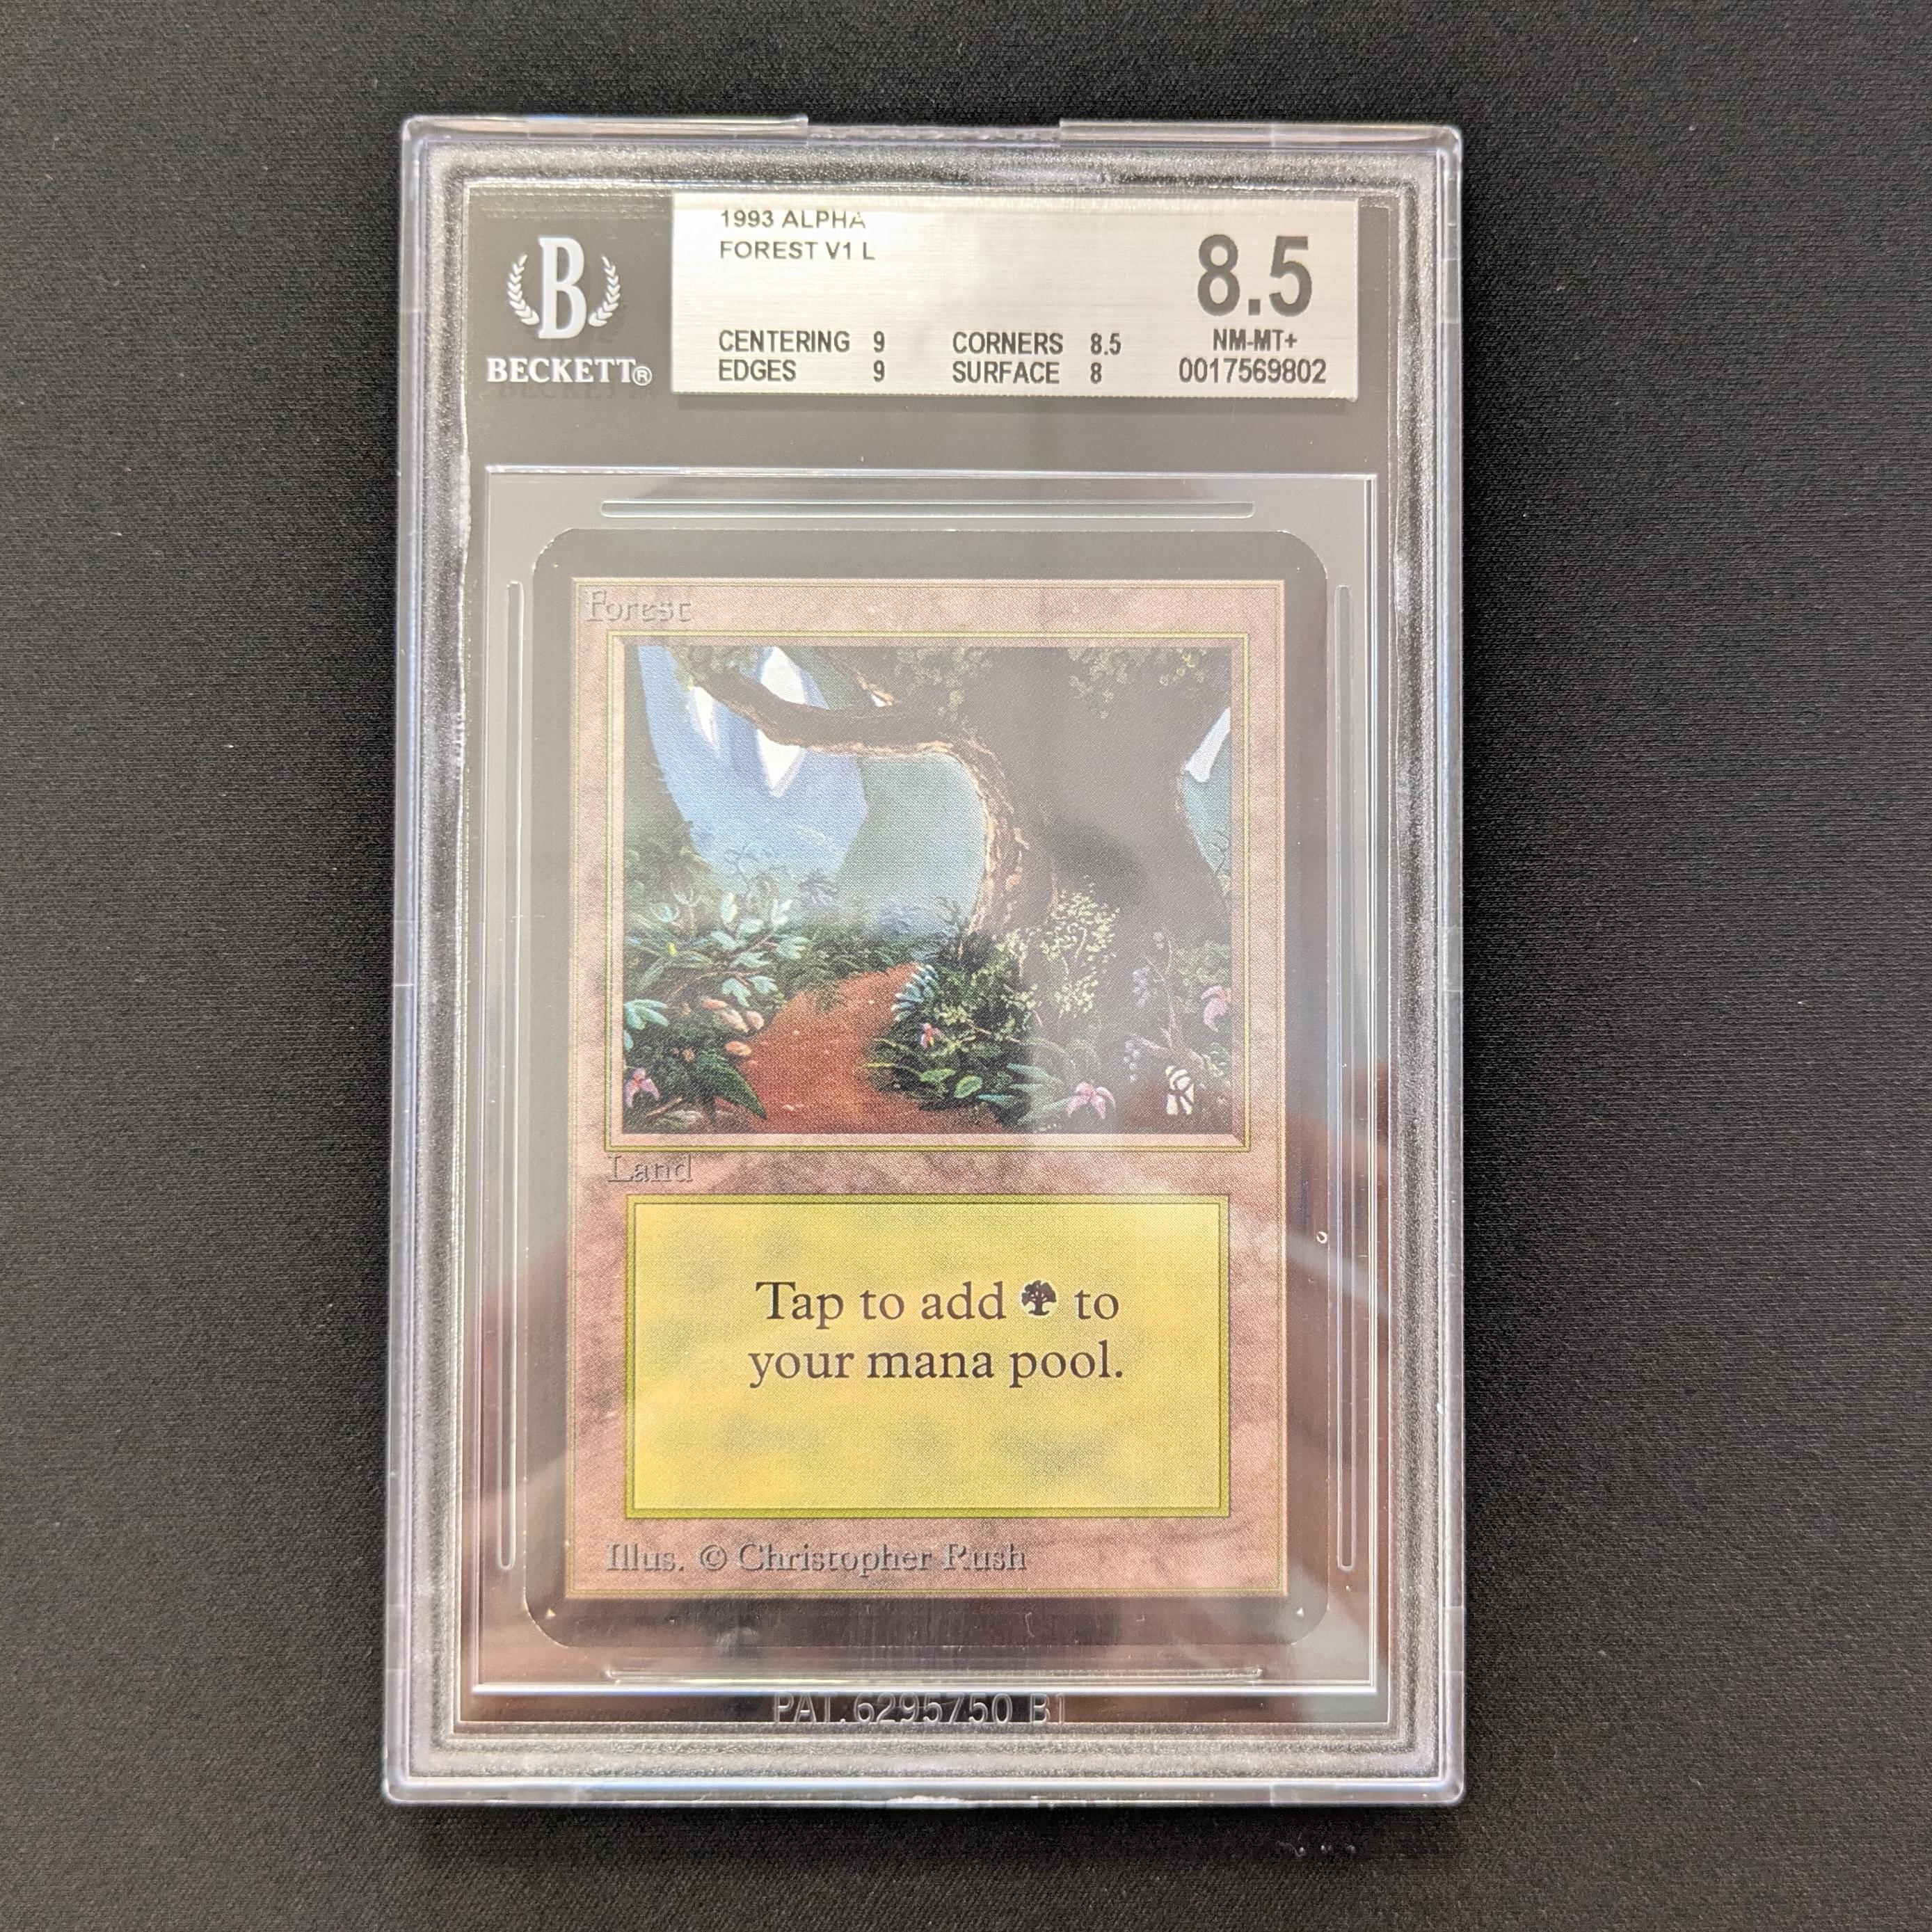 1993 ALPHA
FOREST V1 L
8.5
CENTERING 9 CORNERS 8.5 NM-MT+
EDGES 9 SURFACE 8 0017569802
B
BECKETT®
Forest
Land
Tap to add to
your mana pool.
Illus. © Christopher Rush
PAT. 6295750 B1